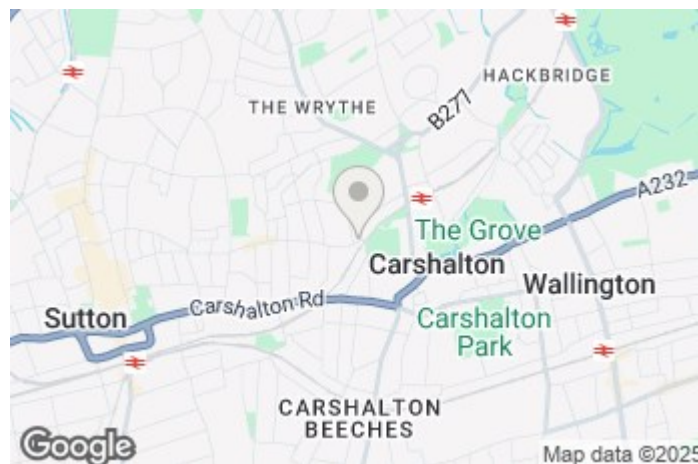 HACKBRIDGE
THE WRYTHE
B277
A232
The Grove
Carshalton
Wallington
Carshalton Rd
Sutton
Carshalton
Park
CARSHALTON
BEECHES
Google
Map data ©2025